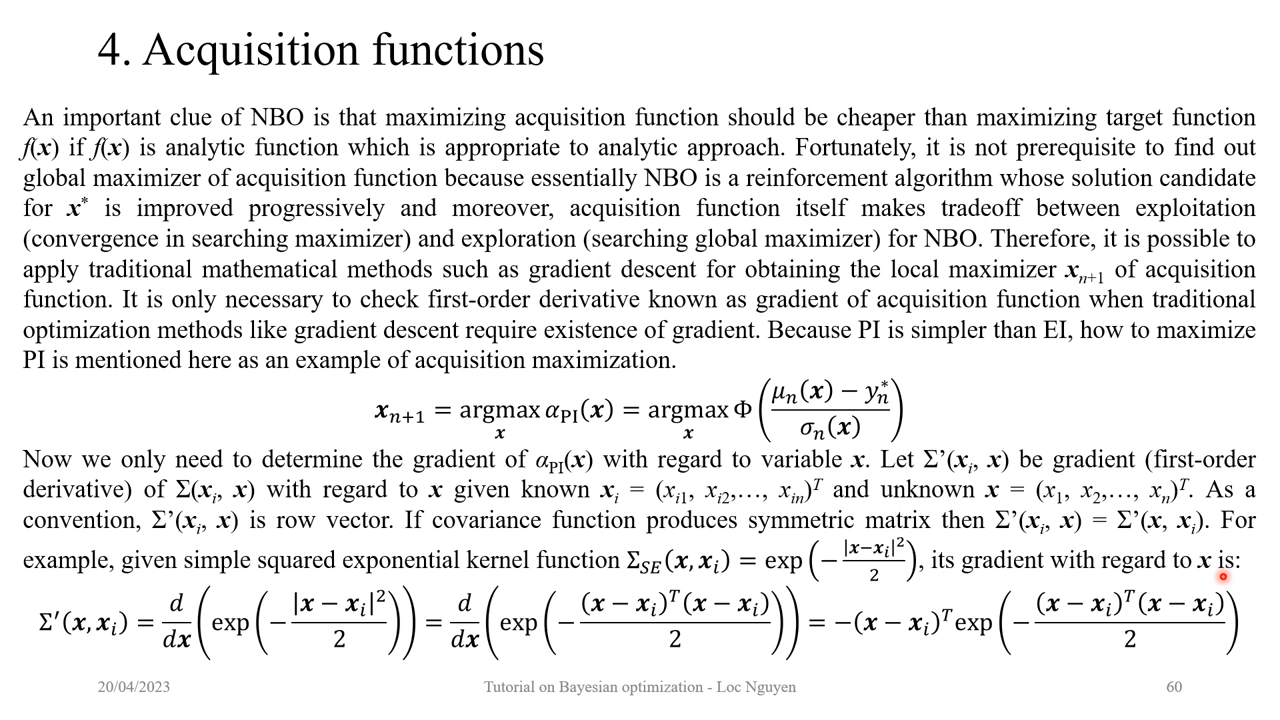 4. Acquisition functions
An important clue of NBO is that maximizing acquisition function should be cheaper than maximizing target function
f(x) if f(x) is analytic function which is appropriate to analytic approach. Fortunately, it is not prerequisite to find out
global maximizer of acquisition function because essentially NBO is a reinforcement algorithm whose solution candidate
for x* is improved progressively and moreover, acquisition function itself makes tradeoff between exploitation
(convergence in searching maximizer) and exploration (searching global maximizer) for NBO. Therefore, it is possible to
apply traditional mathematical methods such as gradient descent for obtaining the local maximizer xₙ₊₁ of acquisition
function. It is only necessary to check first-order derivative known as gradient of acquisition function when traditional
optimization methods like gradient descent require existence of gradient. Because PI is simpler than EI, how to maximize
PI is mentioned here as an example of acquisition maximization.
𝒙ₙ₊₁ = argmax_𝒙 α_PI(𝒙) = argmax_𝒙 Φ((μₙ(𝒙) − yₙ*)/σₙ(𝒙))
Now we only need to determine the gradient of α_PI(x) with regard to variable x. Let Σ’(xᵢ, x) be gradient (first-order
derivative) of Σ(xᵢ, x) with regard to x given known xᵢ = (xᵢ₁, xᵢ₂,…, xᵢₙ)ᵀ and unknown x = (x₁, x₂,…, xₙ)ᵀ. As a
convention, Σ’(xᵢ, x) is row vector. If covariance function produces symmetric matrix then Σ’(xᵢ, x) = Σ’(x, xᵢ). For
example, given simple squared exponential kernel function Σ_SE(𝒙, 𝒙ᵢ) = exp(−|𝒙−𝒙ᵢ|²/2), its gradient with regard to x is:
Σ′(𝒙, 𝒙ᵢ) = d/d𝒙 (exp(−|𝒙 − 𝒙ᵢ|²/2)) = d/d𝒙 (exp(−(𝒙 − 𝒙ᵢ)ᵀ(𝒙 − 𝒙ᵢ)/2)) = −(𝒙 − 𝒙ᵢ)ᵀexp(−(𝒙 − 𝒙ᵢ)ᵀ(𝒙 − 𝒙ᵢ)/2)
20/04/2023
Tutorial on Bayesian optimization - Loc Nguyen
60